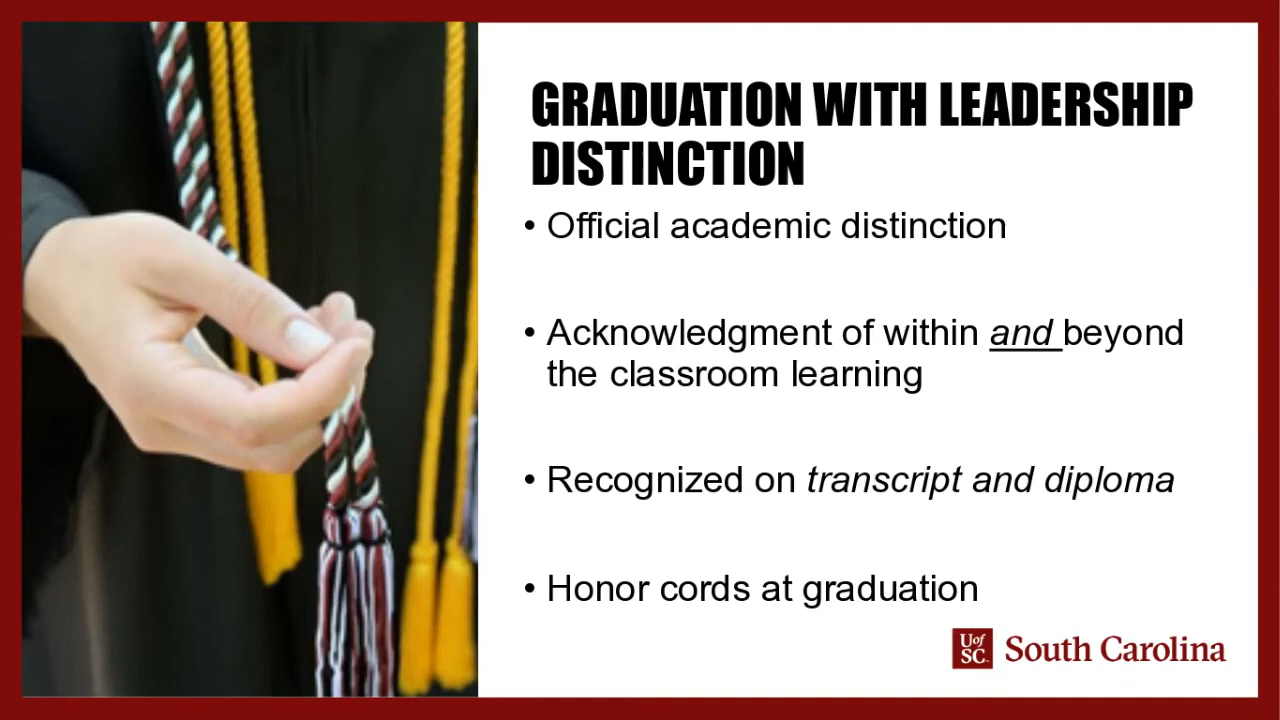 GRADUATION WITH LEADERSHIP
DISTINCTION
• Official academic distinction
• Acknowledgment of within and beyond
the classroom learning
• Recognized on transcript and diploma
• Honor cords at graduation
UofSC South Carolina